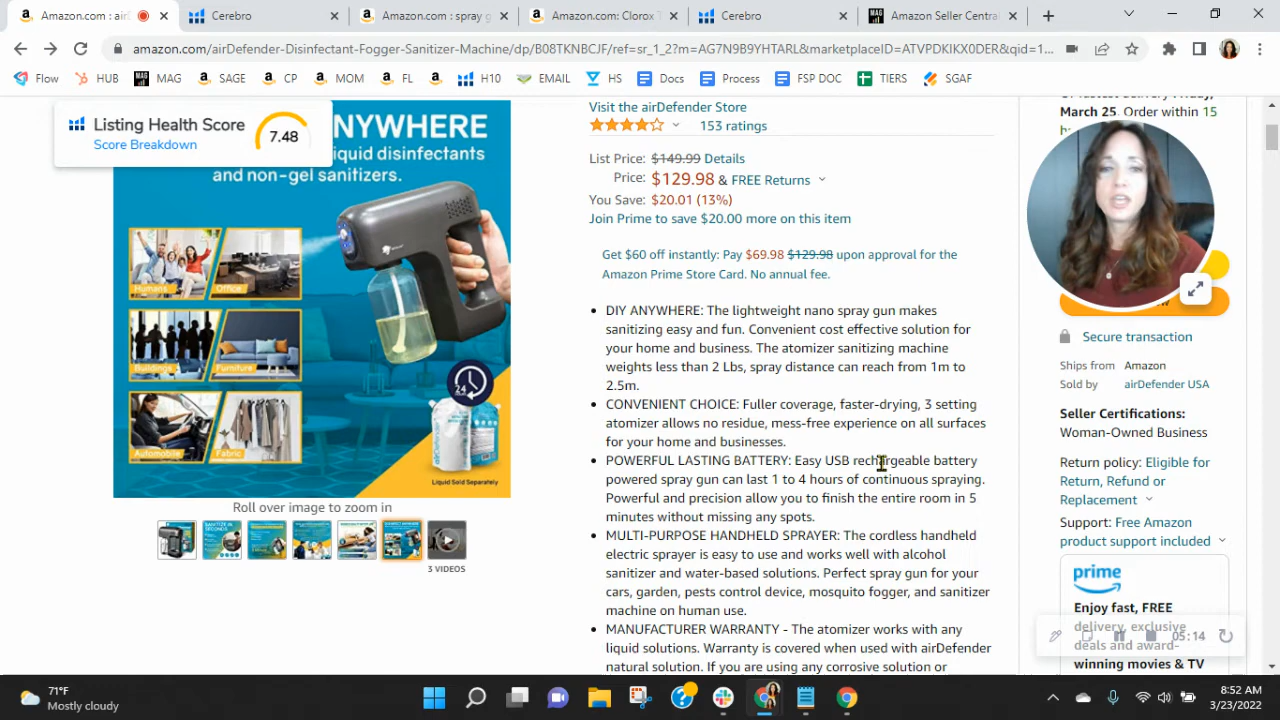 Amazon.com : air
Cerebro
Amazon.com : spray g
Amazon.com: Clorox T
Cerebro
Amazon Seller Central
amazon.com/airDefender-Disinfectant-Fogger-Sanitizer-Machine/dp/B08TKNBCJF/ref=sr_1_2?m=AG7N9B9YHTARL&marketplaceID=ATVPDKIKX0DER&qid=1...
Flow
HUB
MAG
SAGE
CP
MOM
FL
H10
EMAIL
HS
Docs
Process
FSP DOC
TIERS
SGAF
Listing Health Score
Score Breakdown
7.48
NYWHERE
iquid disinfectants
and non-gel sanitizers.
Humans
Office
Buildings
Furniture
Automobile
Fabric
24
Liquid Sold Separately
Roll over image to zoom in
3 VIDEOS
Visit the airDefender Store
153 ratings
List Price: $149.99 Details
Price: $129.98 & FREE Returns
You Save: $20.01 (13%)
Join Prime to save $20.00 more on this item
Get $60 off instantly: Pay $69.98 $129.98 upon approval for the
Amazon Prime Store Card. No annual fee.
• DIY ANYWHERE: The lightweight nano spray gun makes
sanitizing easy and fun. Convenient cost effective solution for
your home and business. The atomizer sanitizing machine
weights less than 2 Lbs, spray distance can reach from 1m to
2.5m.
• CONVENIENT CHOICE: Fuller coverage, faster-drying, 3 setting
atomizer allows no residue, mess-free experience on all surfaces
for your home and businesses.
• POWERFUL LASTING BATTERY: Easy USB rechargeable battery
powered spray gun can last 1 to 4 hours of continuous spraying.
Powerful and precision allow you to finish the entire room in 5
minutes without missing any spots.
• MULTI-PURPOSE HANDHELD SPRAYER: The cordless handheld
electric sprayer is easy to use and works well with alcohol
sanitizer and water-based solutions. Perfect spray gun for your
cars, garden, pests control device, mosquito fogger, and sanitizer
machine on human use.
• MANUFACTURER WARRANTY - The atomizer works with any
liquid solutions. Warranty is covered when used with airDefender
natural solution. If you are using any corrosive solution or
March 25. Order within 15
Secure transaction
Ships from Amazon
Sold by airDefender USA
Seller Certifications:
Woman-Owned Business
Return policy: Eligible for
Return, Refund or
Replacement
Support: Free Amazon
product support included
prime
Enjoy fast, FREE
delivery, exclusive
deals and award-
winning movies & TV
05:14
71°F
Mostly cloudy
8:52 AM
3/23/2022